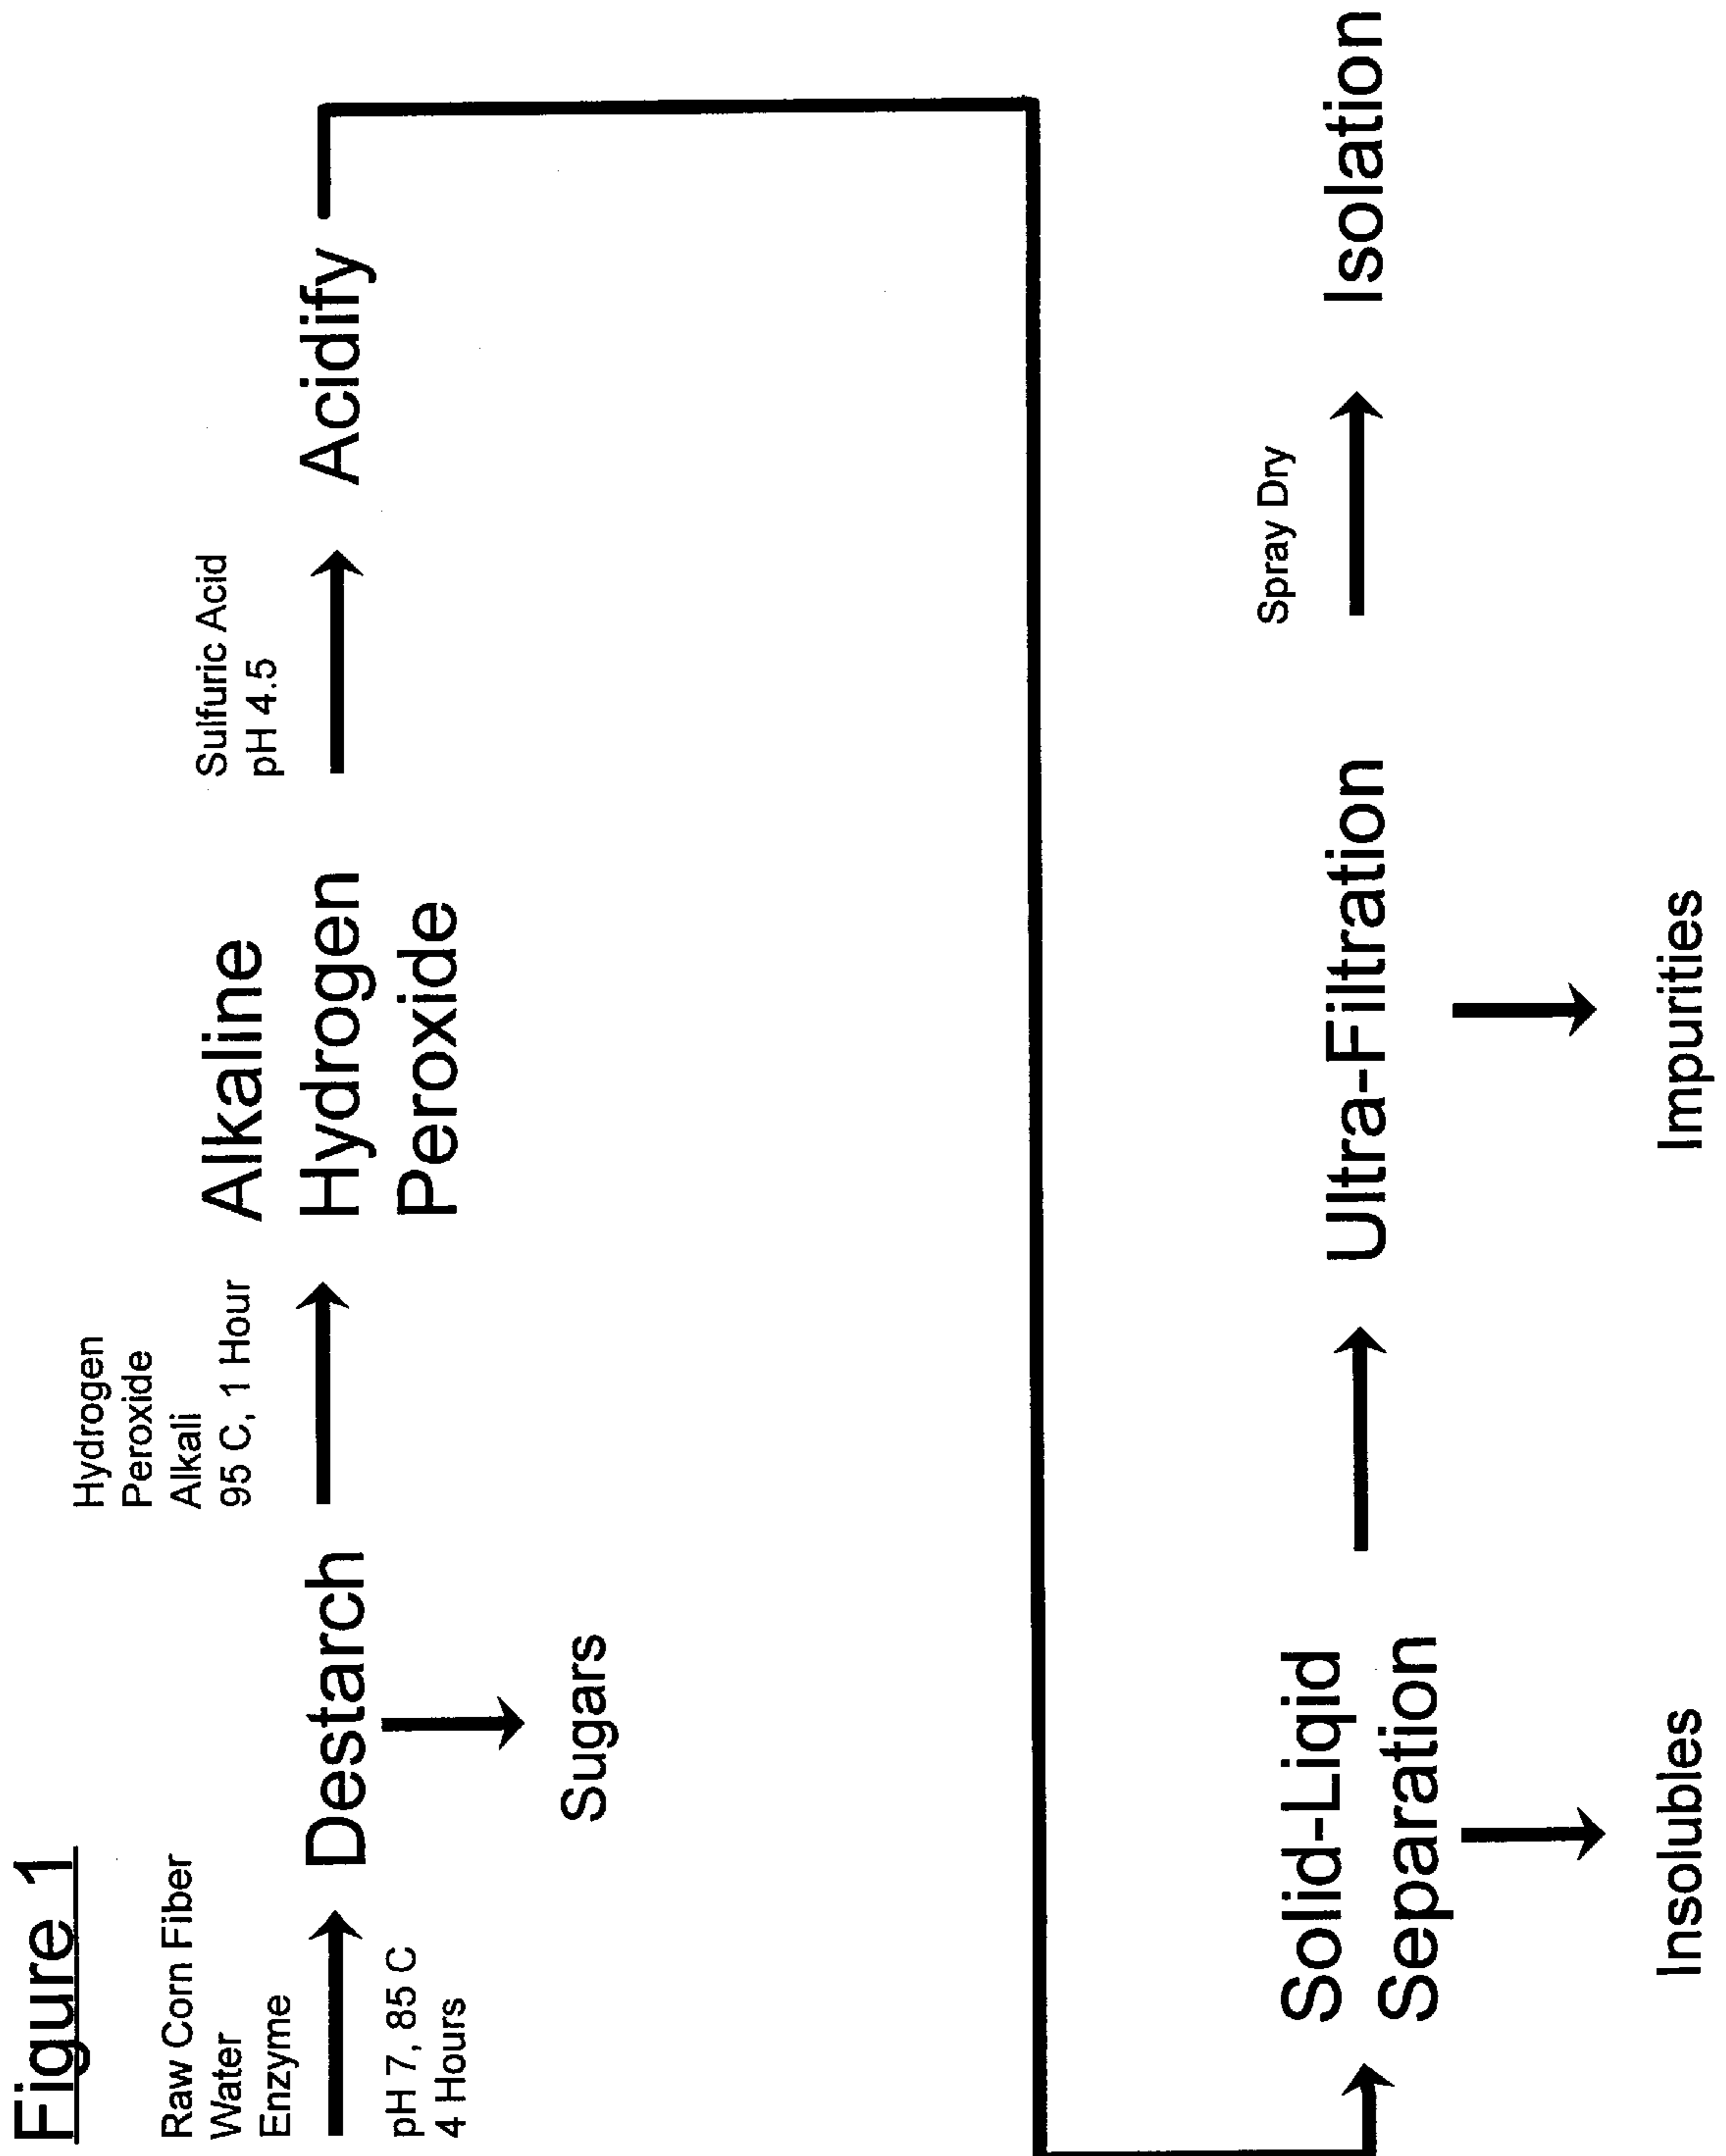 Figure 1
Raw Corn Fiber
Water
Enzyme
pH 7, 85 C
4 Hours
Destarch
Sugars
Hydrogen
Peroxide
Alkali
95 C, 1 Hour
Alkaline
Hydrogen
Peroxide
Sulfuric Acid
pH 4.5
Acidify
Solid-Liqid
Separation
Insolubles
Ultra-Filtration
Impurities
Spray Dry
Isolation